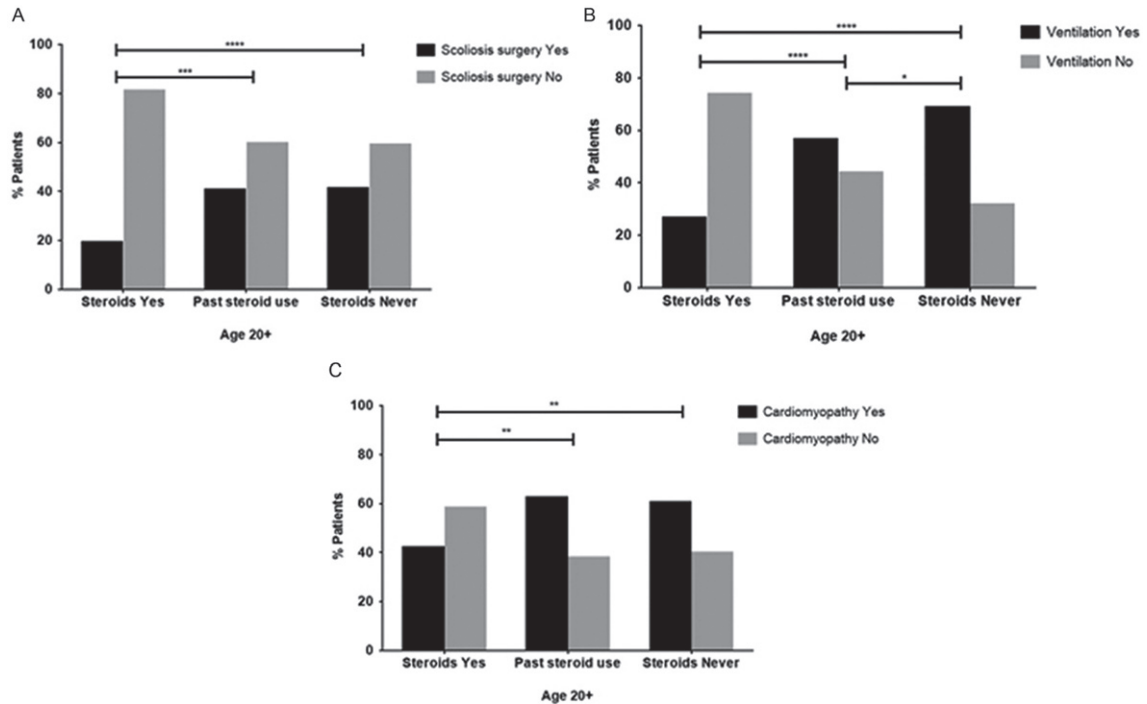 A
100
80
60
40
20
0
% Patients
****
***
Scoliosis surgery Yes
Scoliosis surgery No
Steroids Yes
Past steroid use
Steroids Never
Age 20+
B
100
80
60
40
20
0
% Patients
****
****
*
Ventilation Yes
Ventilation No
Steroids Yes
Past steroid use
Steroids Never
Age 20+
C
100
80
60
40
20
0
% Patients
**
**
Cardiomyopathy Yes
Cardiomyopathy No
Steroids Yes
Past steroid use
Steroids Never
Age 20+